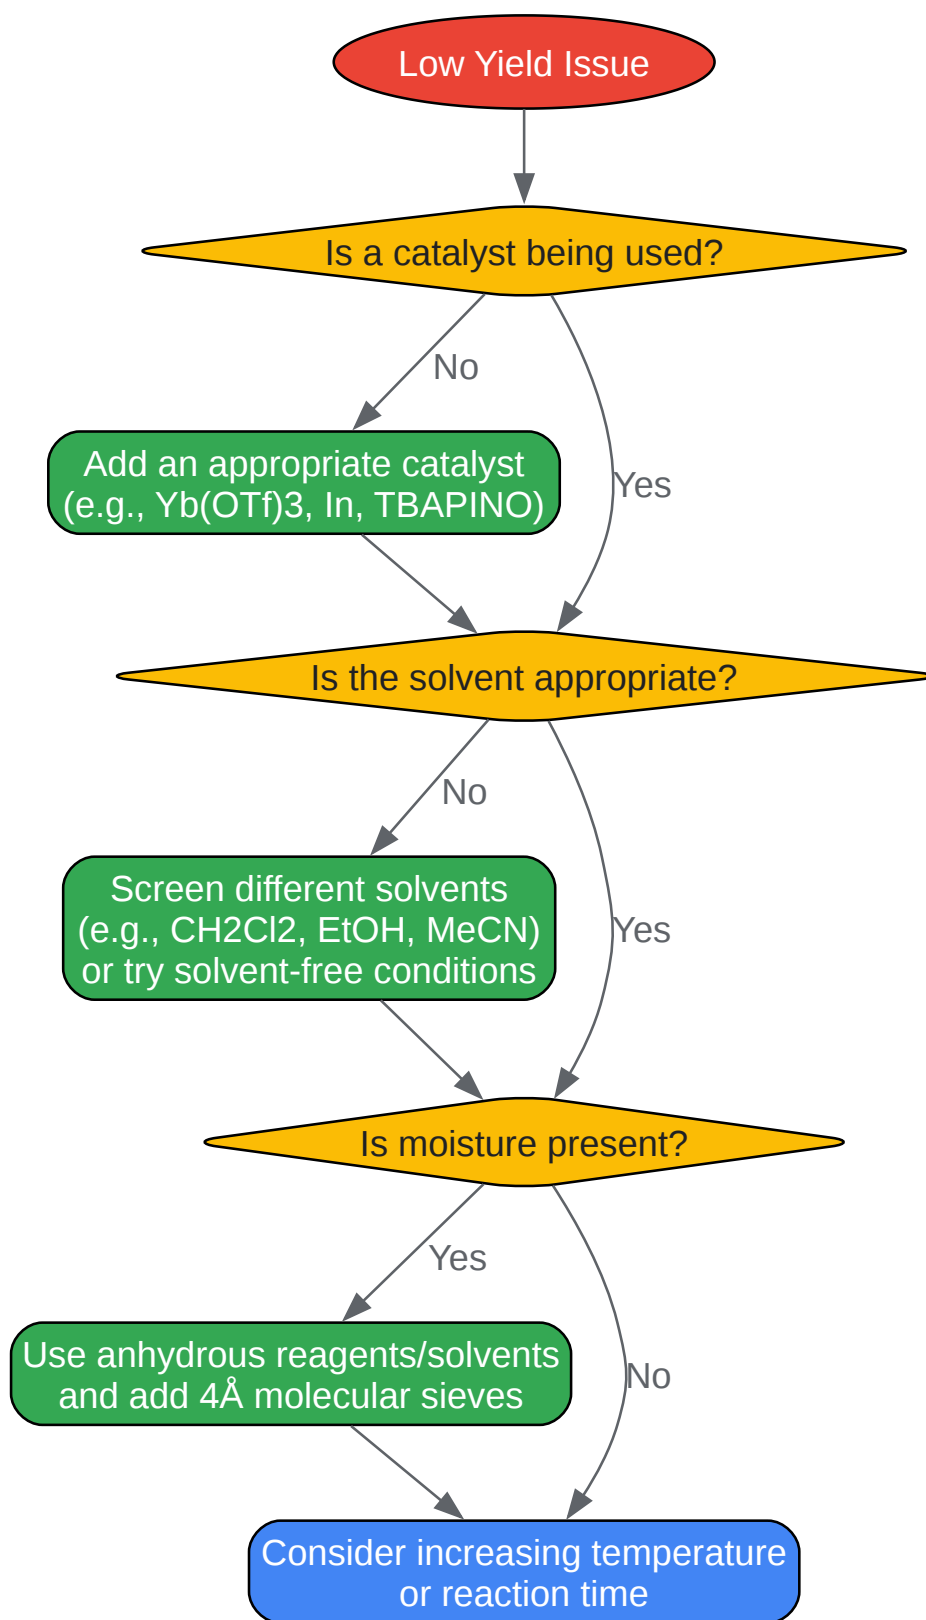 Low Yield Issue
Is a catalyst being used?
No
Add an appropriate catalyst
(e.g., Yb(OTf)3, In, TBAPINO)
Yes
Is the solvent appropriate?
No
Screen different solvents
(e.g., CH2Cl2, EtOH, MeCN)
or try solvent-free conditions
Yes
Is moisture present?
Yes
Use anhydrous reagents/solvents
and add 4Å molecular sieves
No
Consider increasing temperature
or reaction time